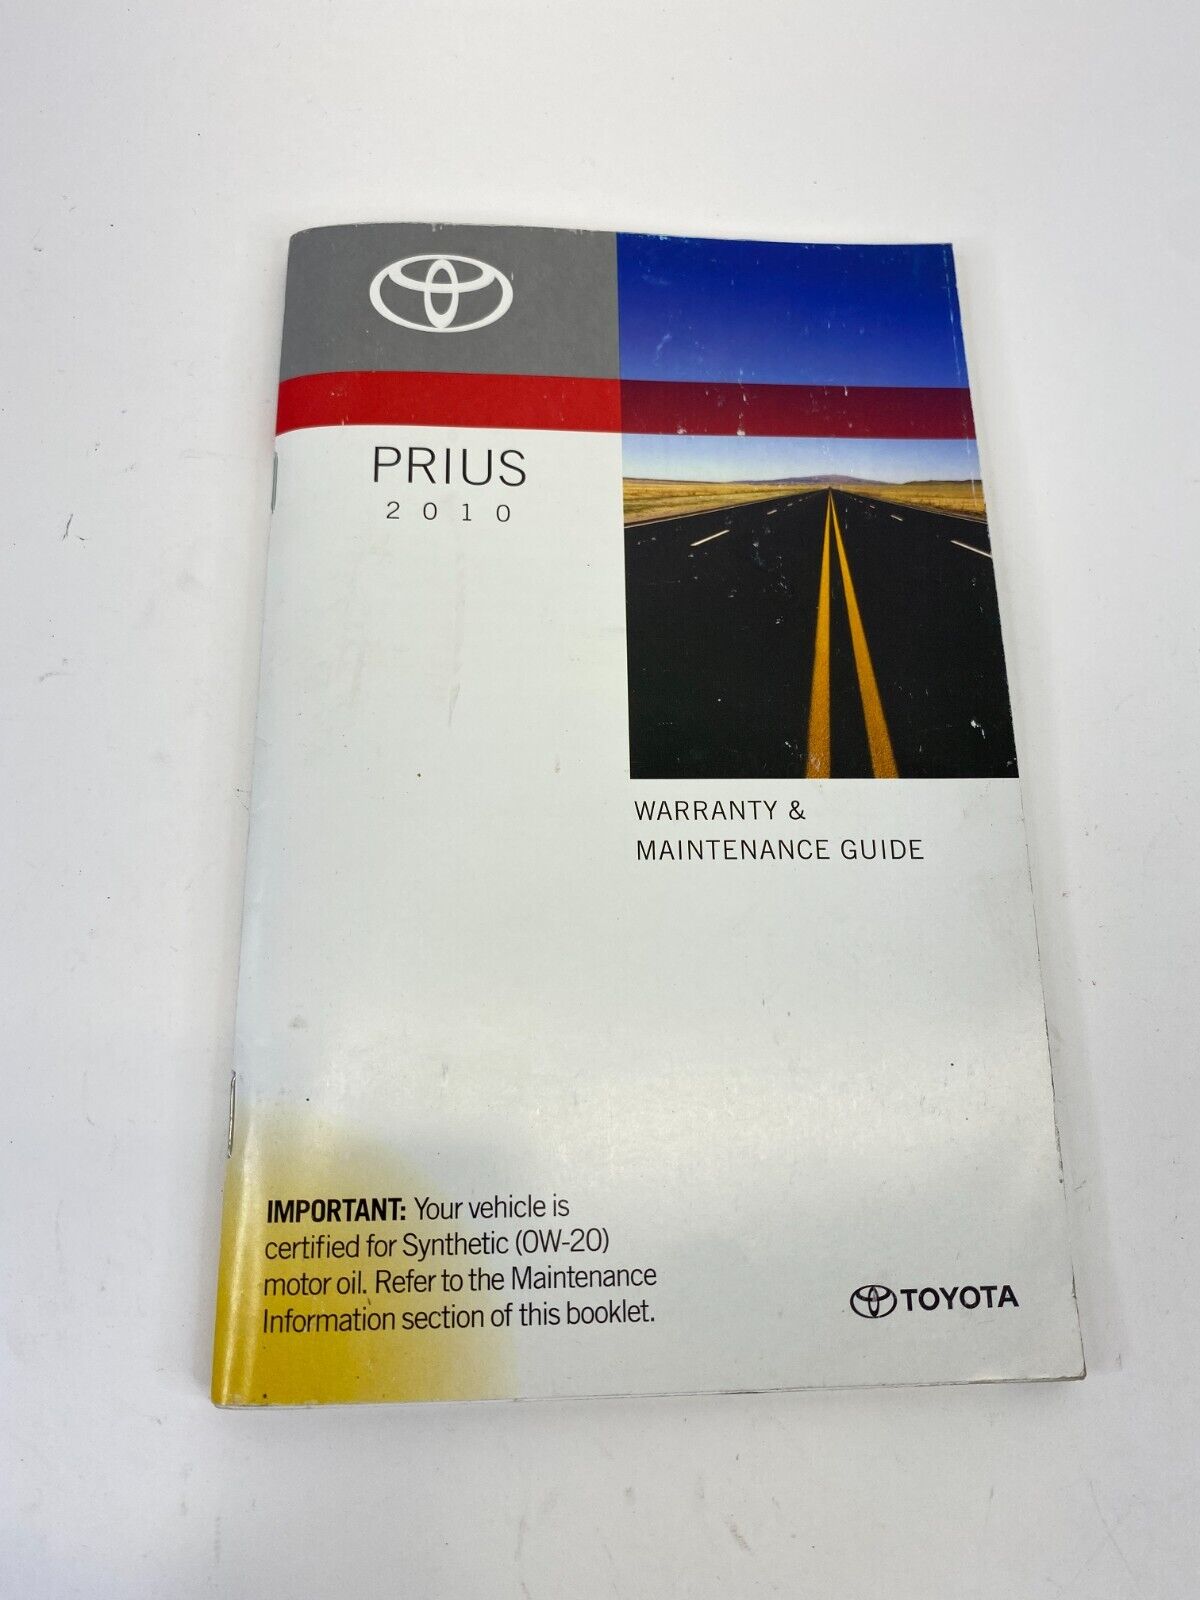 PRIUS
2010
WARRANTY &
MAINTENANCE GUIDE
IMPORTANT: Your vehicle is
certified for Synthetic (0W-20)
motor oil. Refer to the Maintenance
Information section of this booklet.
TOYOTA